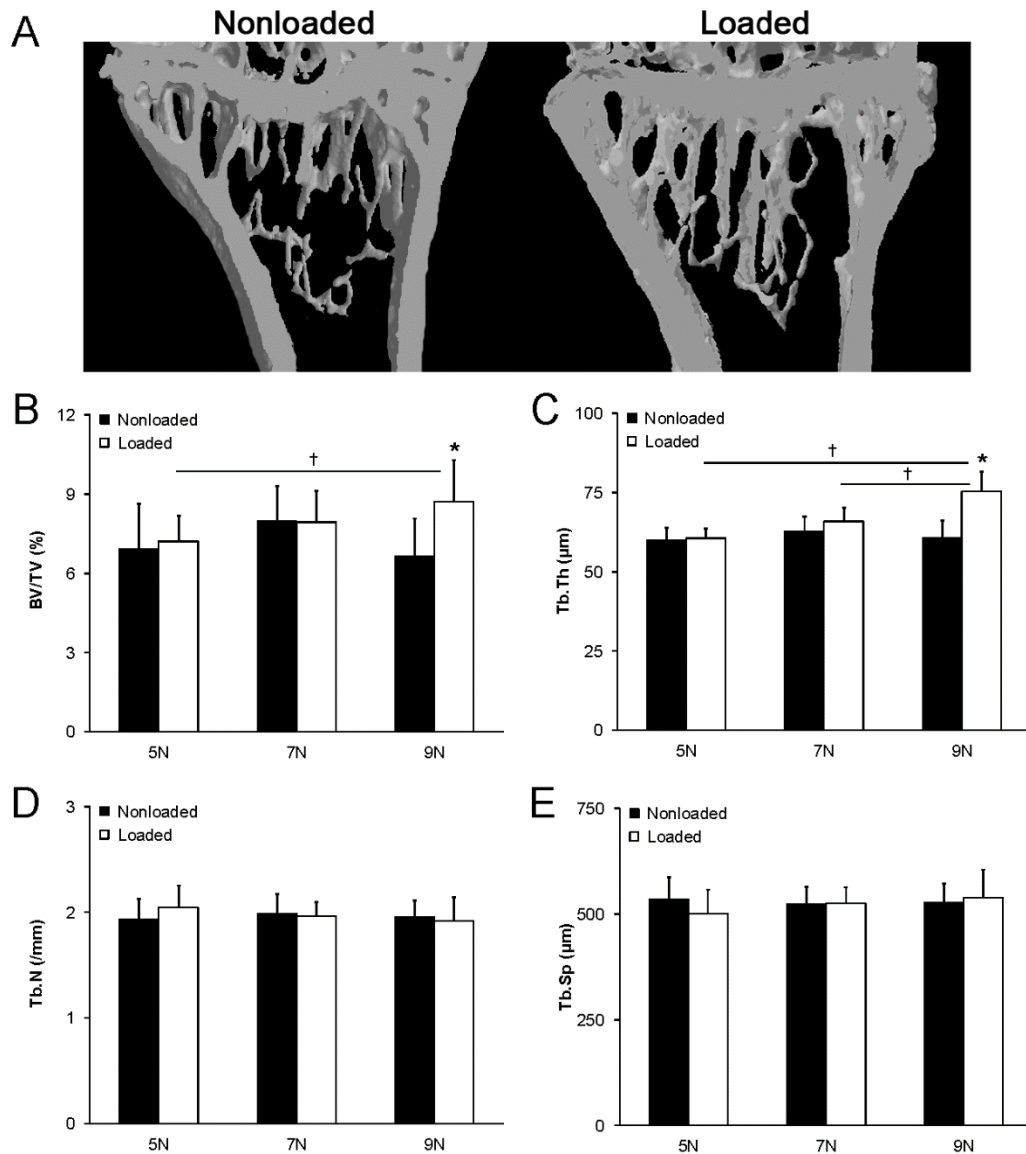 A
Nonloaded
Loaded
B
Nonloaded
Loaded
†
*
BV/TV (%)
12
9
6
3
0
5N
7N
9N
C
Nonloaded
Loaded
†
†
*
Tb.Th (µm)
100
75
50
25
0
5N
7N
9N
D
Nonloaded
Loaded
Tb.N (/mm)
3
2
1
0
5N
7N
9N
E
Nonloaded
Loaded
Tb.Sp (µm)
750
500
250
0
5N
7N
9N